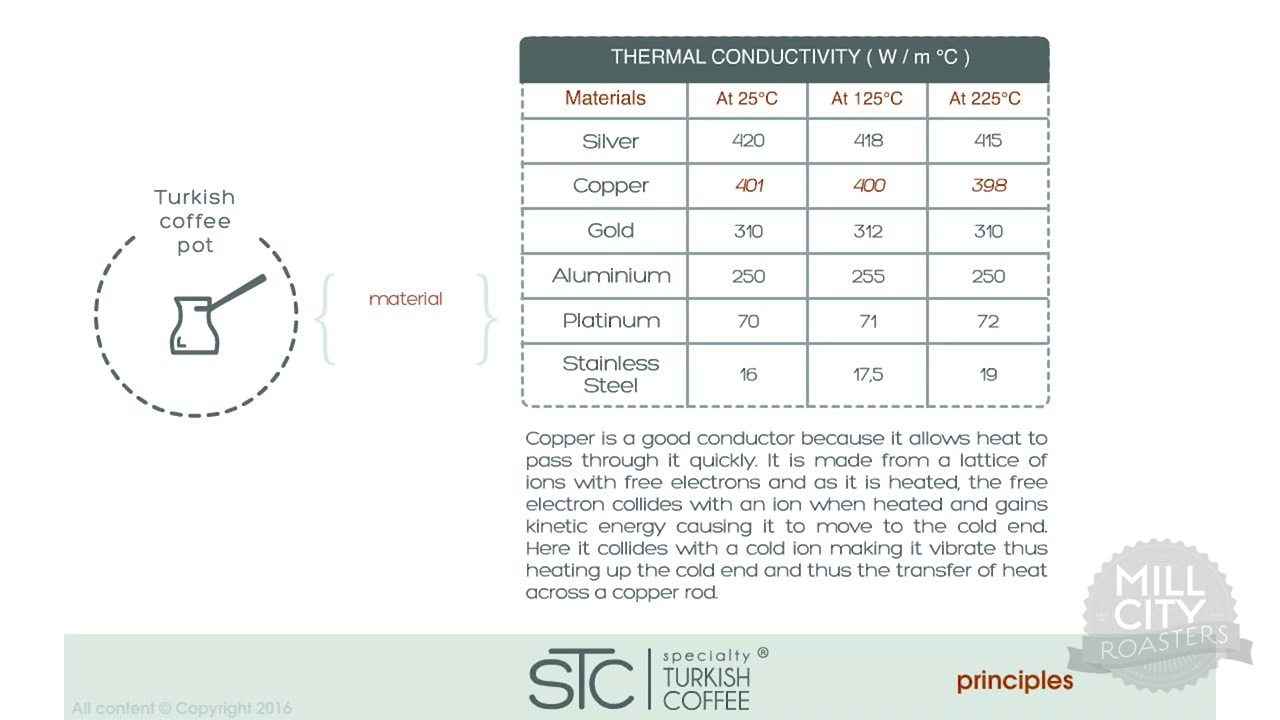 Turkish
coffee
pot
material
THERMAL CONDUCTIVITY ( W / m °C )
Materials At 25°C At 125°C At 225°C
Silver 420 418 415
Copper 401 400 398
Gold 310 312 310
Aluminium 250 255 250
Platinum 70 71 72
Stainless
Steel 16 17,5 19
Copper is a good conductor because it allows heat to
pass through it quickly. It is made from a lattice of
ions with free electrons and as it is heated, the free
electron collides with an ion when heated and gains
kinetic energy causing it to move to the cold end.
Here it collides with a cold ion making it vibrate thus
heating up the cold end and thus the transfer of heat
across a copper rod.
MILL
CITY
ROASTERS
STC specialty ®
TURKISH
COFFEE
principles
All content © Copyright 2016